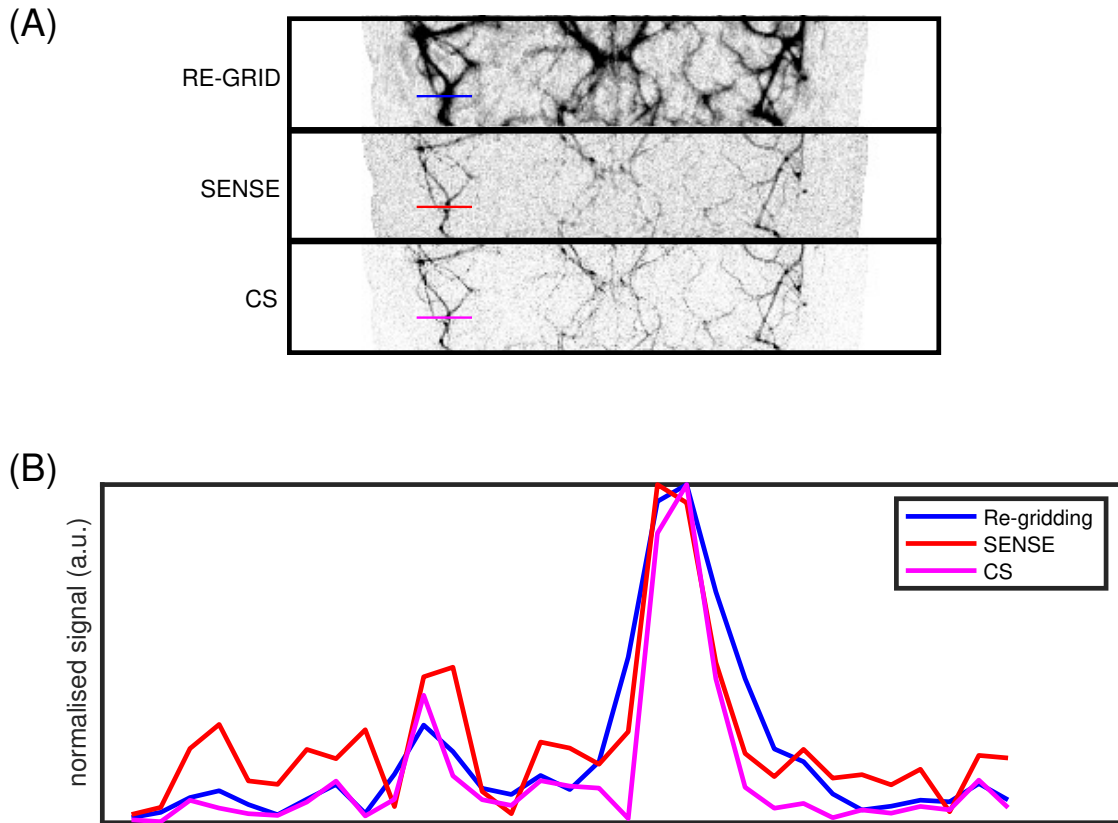 (A)
RE-GRID
SENSE
CS
(B)
normalised signal (a.u.)
Re-gridding
SENSE
CS